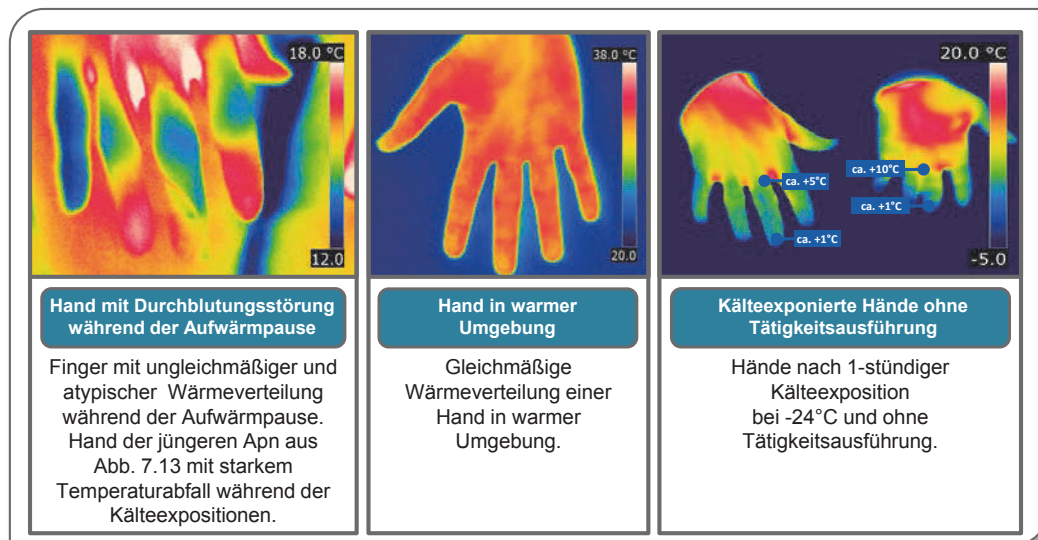 18.0 °C
12.0
38.0 °C
20.0
20.0 °C
ca. +10°C
ca. +5°C
ca. +1°C
ca. +1°C
-5.0
Hand mit Durchblutungsstörung
während der Aufwärmpause
Finger mit ungleichmäßiger und
atypischer Wärmeverteilung
während der Aufwärmpause.
Hand der jüngeren Apn aus
Abb. 7.13 mit starkem
Temperaturabfall während der
Kälteexpositionen.
Hand in warmer
Umgebung
Gleichmäßige
Wärmeverteilung einer
Hand in warmer
Umgebung.
Kälteexponierte Hände ohne
Tätigkeitsausführung
Hände nach 1-stündiger
Kälteexposition
bei -24°C und ohne
Tätigkeitsausführung.